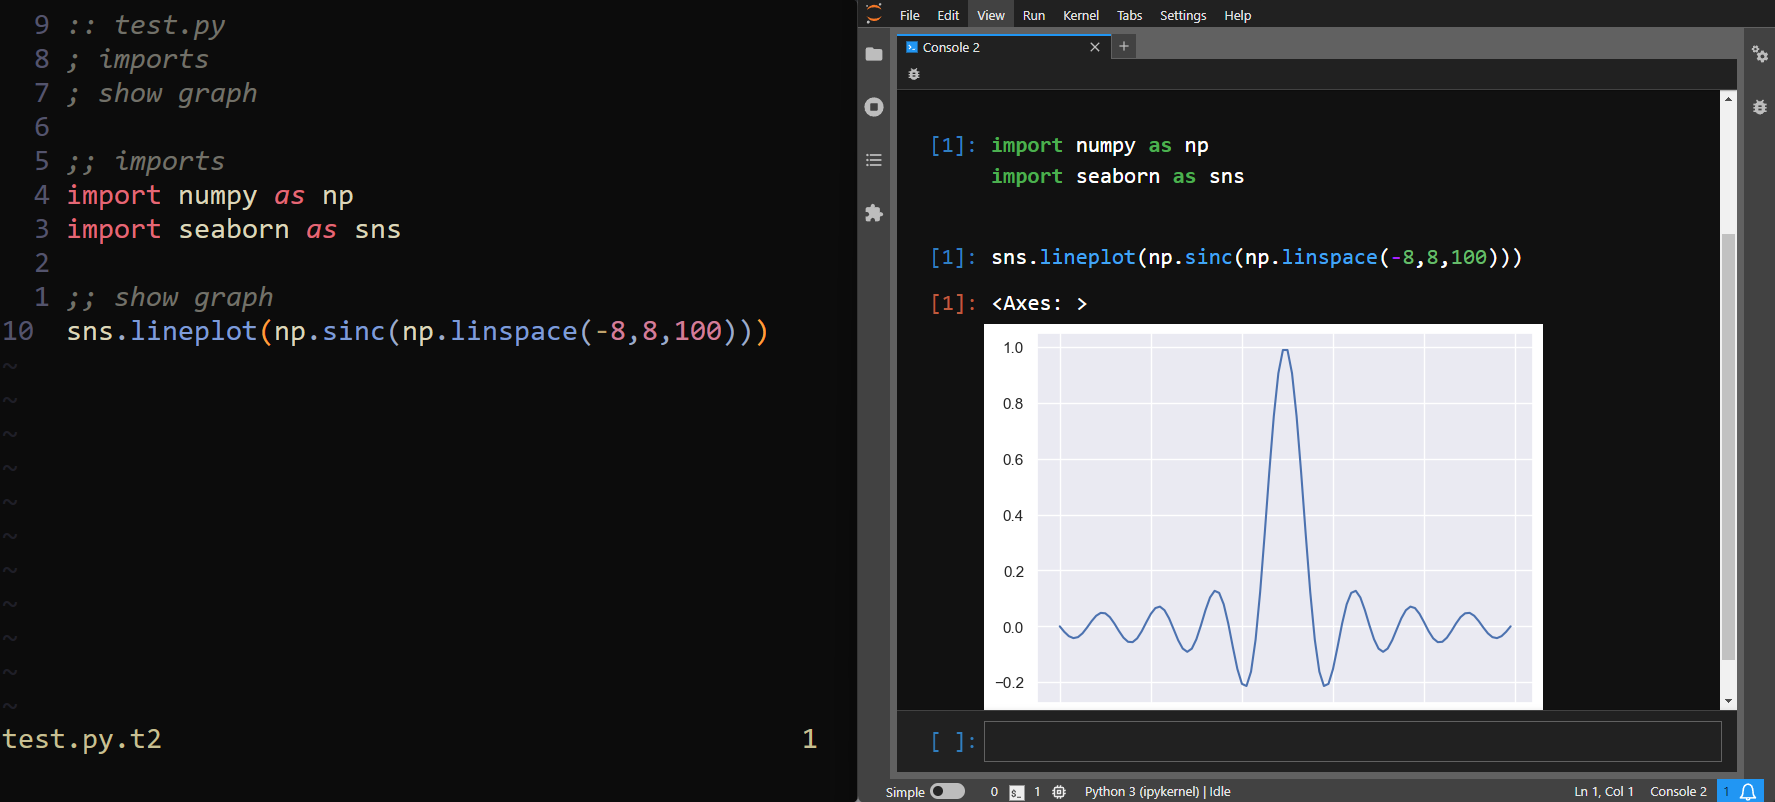 9 :: test.py
8 ; imports
7 ; show graph
6
5 ;; imports
4 import numpy as np
3 import seaborn as sns
2
1 ;; show graph
10 sns.lineplot(np.sinc(np.linspace(-8,8,100)))
~
~
~
~
~
~
~
~
~
~
~
test.py.t2 1
File Edit View Run Kernel Tabs Settings Help
Console 2 × +
[1]: import numpy as np
import seaborn as sns
[1]: sns.lineplot(np.sinc(np.linspace(-8,8,100)))
[1]: <Axes: >
1.0
0.8
0.6
0.4
0.2
0.0
−0.2
[ ]:
Simple 0 $_ 1 Python 3 (ipykernel) | Idle Ln 1, Col 1 Console 2 1